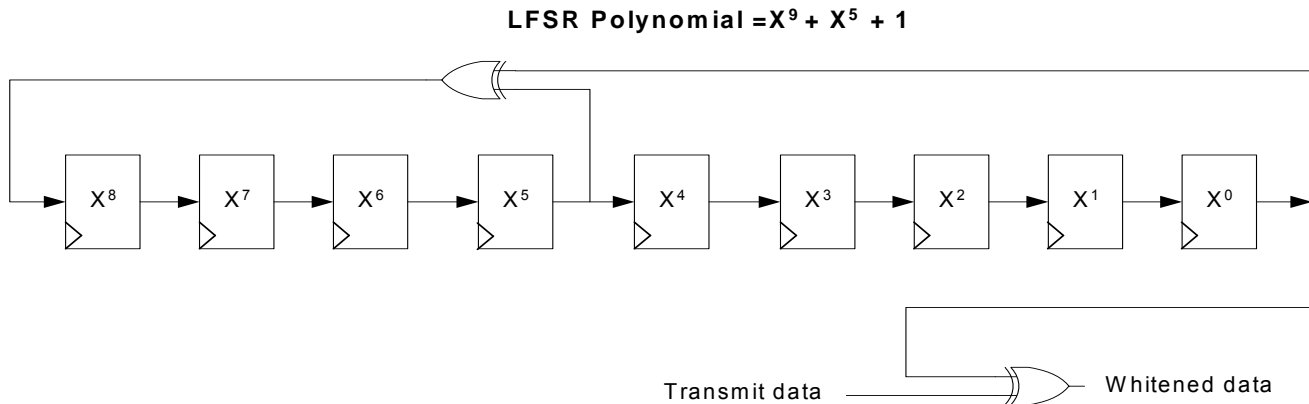 LFSR Polynomial =X⁹ + X⁵ + 1
X⁸ X⁷ X⁶ X⁵ X⁴ X³ X² X¹ X⁰
Transmit data Whitened data